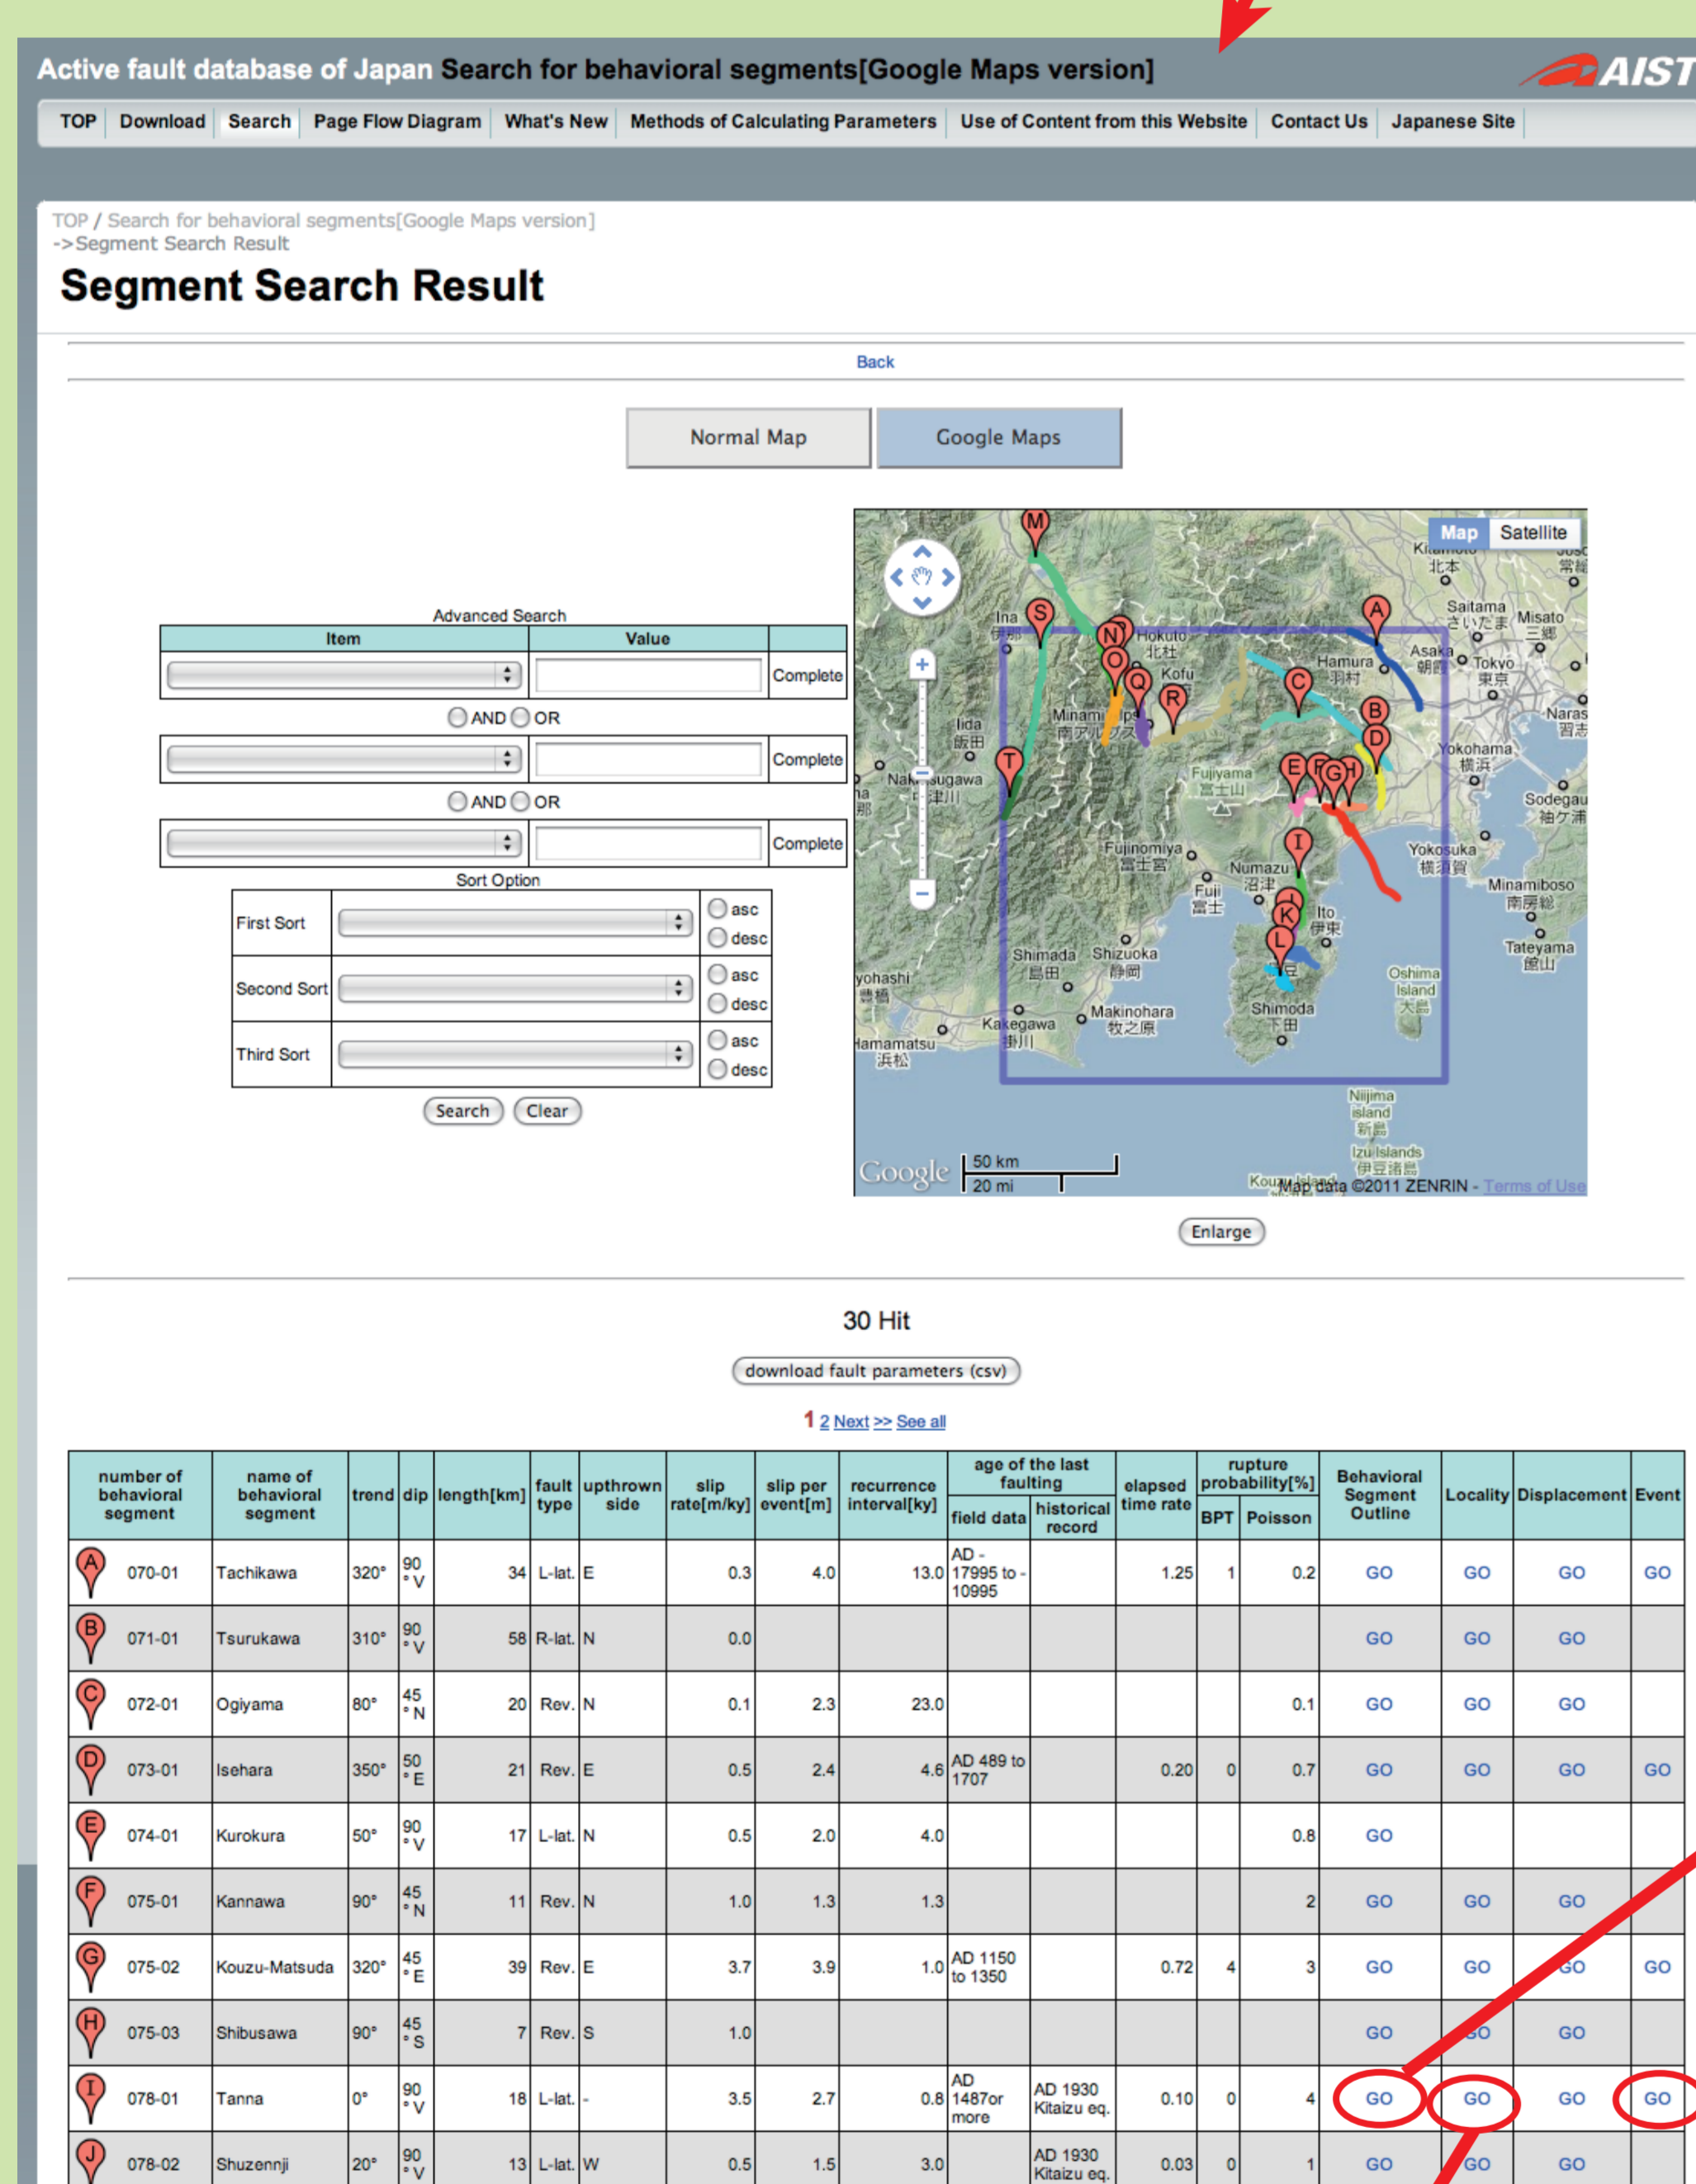 Active fault database of Japan Search for behavioral segments[Google Maps version]
AIST
TOP Download Search Page Flow Diagram What's New Methods of Calculating Parameters Use of Content from this Website Contact Us Japanese Site
TOP / Search for behavioral segments[Google Maps version]
->Segment Search Result
Segment Search Result
Back
Normal Map Google Maps
Advanced Search
Item Value
Complete
AND OR
Complete
AND OR
Complete
Sort Option
First Sort asc
desc
Second Sort asc
desc
Third Sort asc
desc
Search Clear
Map Satellite
M
北本
Ina S
A
Saitama
さいたま
Misato
三郷
N
Hokuto
北杜
O
Kofu
Hamura
羽村
Asaka
朝霞
Tokyo
東京
Q R C B D
Iida
飯田
Naras
習志
Yokohama
横浜
T
Fujiyama
富士山
E F G H
Sodegau
袖ケ浦
Fujinomiya
富士宮
I
Yokosuka
横須賀
Numazu
沼津
Fuji
富士
Minamiboso
南房総
J K L
Ito
伊東
Tateyama
館山
Shimada
島田
Shizuoka
静岡
yohashi
Oshima
Island
大島
Kakegawa
掛川
Makinohara
牧之原
Shimoda
下田
Hamamatsu
浜松
Niijima
island
新島
Izu Islands
伊豆諸島
Google 50 km
20 mi
Map data ©2011 ZENRIN - Terms of Use
Enlarge
30 Hit
download fault parameters (csv)
1 2 Next >> See all
number of behavioral segment name of behavioral segment trend dip length[km] fault type upthrown side slip rate[m/ky] slip per event[m] recurrence interval[ky] age of the last faulting field data historical record elapsed time rate rupture probability[%] BPT Poisson Behavioral Segment Outline Locality Displacement Event
A 070-01 Tachikawa 320° 90 ° V 34 L-lat. E 0.3 4.0 13.0 AD - 17995 to - 10995 1.25 1 0.2 GO GO GO GO
B 071-01 Tsurukawa 310° 90 ° V 58 R-lat. N 0.0 GO GO GO
C 072-01 Ogiyama 80° 45 ° N 20 Rev. N 0.1 2.3 23.0 0.1 GO GO GO
D 073-01 Isehara 350° 50 ° E 21 Rev. E 0.5 2.4 4.6 AD 489 to 1707 0.20 0 0.7 GO GO GO GO
E 074-01 Kurokura 50° 90 ° V 17 L-lat. N 0.5 2.0 4.0 0.8 GO
F 075-01 Kannawa 90° 45 ° N 11 Rev. N 1.0 1.3 1.3 2 GO GO GO
G 075-02 Kouzu-Matsuda 320° 45 ° E 39 Rev. E 3.7 3.9 1.0 AD 1150 to 1350 0.72 4 3 GO GO GO GO
H 075-03 Shibusawa 90° 45 ° S 7 Rev. S 1.0 GO GO GO
I 078-01 Tanna 0° 90 ° V 18 L-lat. - 3.5 2.7 0.8 AD 1487or more AD 1930 Kitaizu eq. 0.10 0 4 GO GO GO GO
J 078-02 Shuzennji 20° 90 ° V 13 L-lat. W 0.5 1.5 3.0 AD 1930 Kitaizu eq. 0.03 0 1 GO GO GO